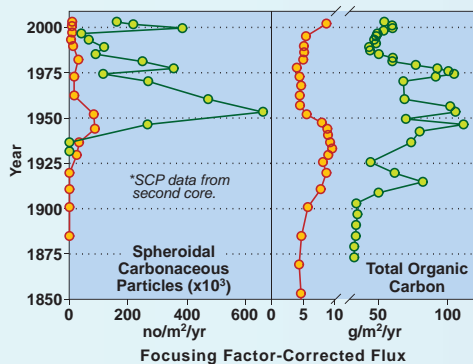 2000
1975
1950
1925
1900
1875
1850
Year
*SCP data from
second core.
Spheroidal
Carbonaceous
Particles (x10³)
Total Organic
Carbon
0 200 400 600 0 5 10 50 100
no/m²/yr
g/m²/yr
Focusing Factor-Corrected Flux